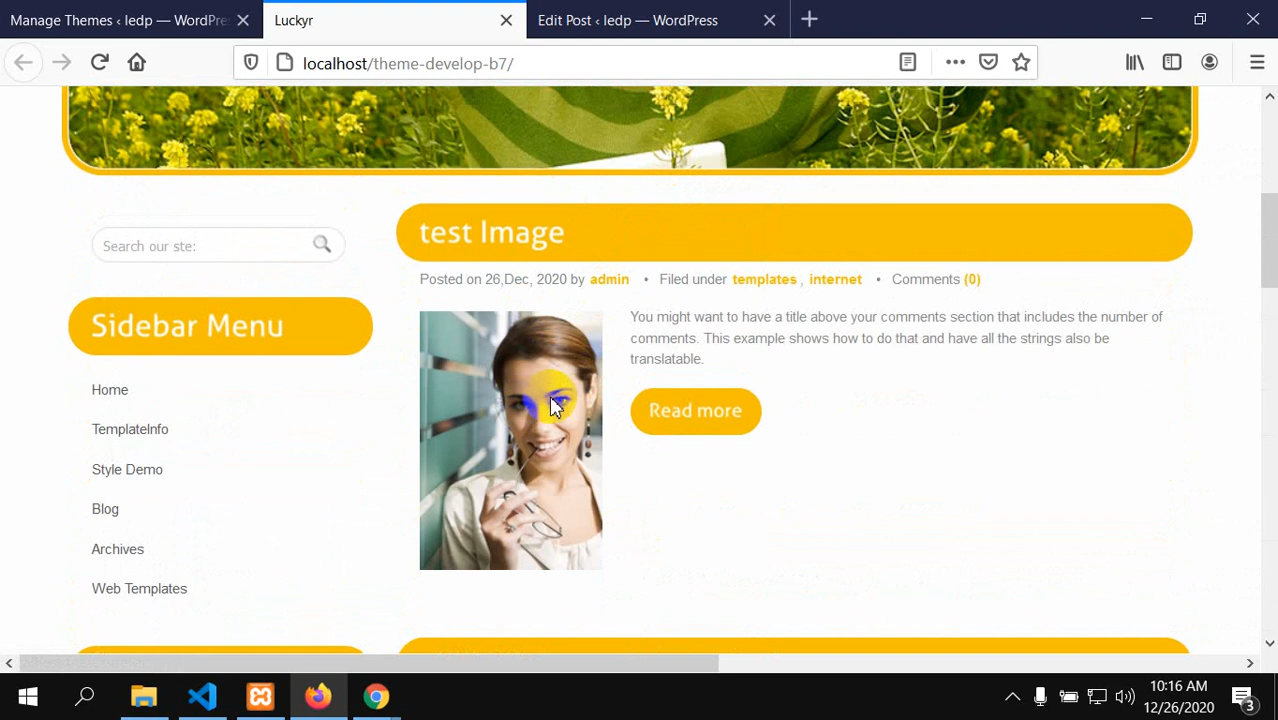 Manage Themes ‹ ledp — WordPre
Luckyr
Edit Post ‹ ledp — WordPress
localhost/theme-develop-b7/
Search our ste:
Sidebar Menu
Home
TemplateInfo
Style Demo
Blog
Archives
Web Templates
test Image
Posted on 26,Dec, 2020 by admin • Filed under templates , internet • Comments (0)
You might want to have a title above your comments section that includes the number of
comments. This example shows how to do that and have all the strings also be
translatable.
Read more
10:16 AM
12/26/2020
3